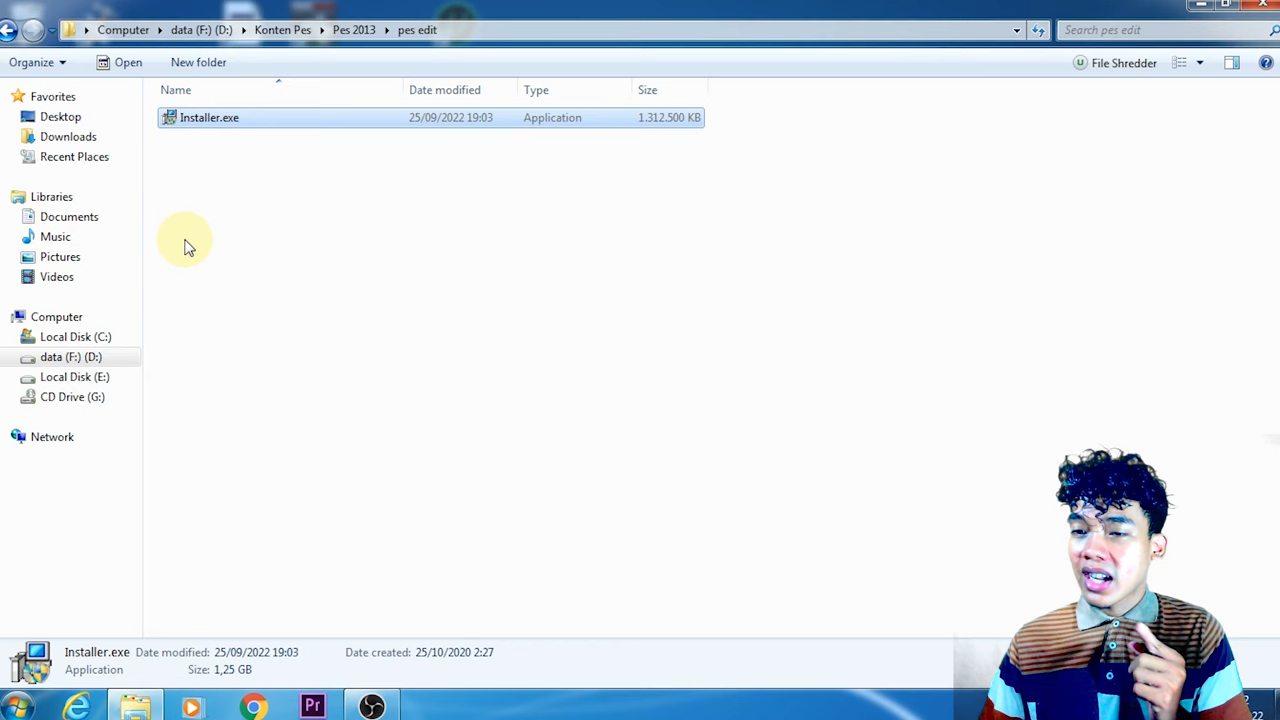 Computer data (F:) (D:) Konten Pes Pes 2013 pes edit Search pes edit
Organize Open New folder File Shredder
Name Date modified Type Size
Installer.exe 25/09/2022 19:03 Application 1.312.500 KB
Favorites
Desktop
Downloads
Recent Places
Libraries
Documents
Music
Pictures
Videos
Computer
Local Disk (C:)
data (F:) (D:)
Local Disk (E:)
CD Drive (G:)
Network
Installer.exe Date modified: 25/09/2022 19:03 Date created: 25/10/2020 2:27
Application Size: 1,25 GB
Pr